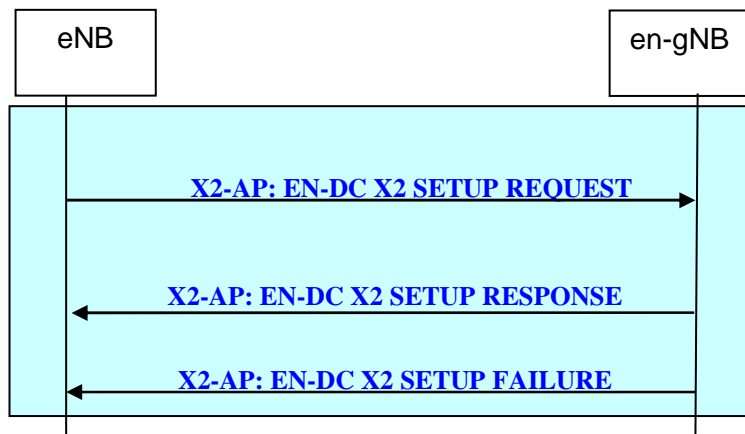 eNB
en-gNB
X2-AP: EN-DC X2 SETUP REQUEST
X2-AP: EN-DC X2 SETUP RESPONSE
X2-AP: EN-DC X2 SETUP FAILURE